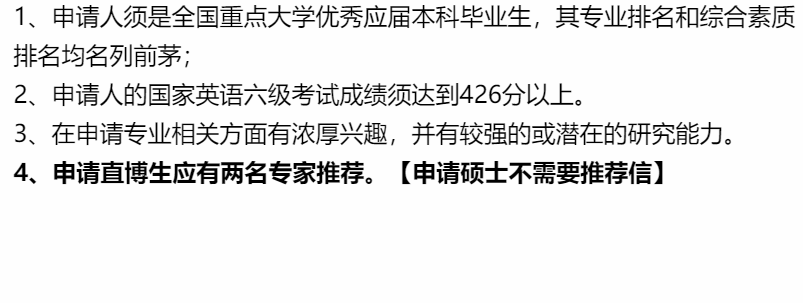 1、申请人须是全国重点大学优秀应届本科毕业生，其专业排名和综合素质
排名均名列前茅；
2、申请人的国家英语六级考试成绩须达到426分以上。
3、在申请专业相关方面有浓厚兴趣，并有较强的或潜在的研究能力。
4、申请直博生应有两名专家推荐。【申请硕士不需要推荐信】